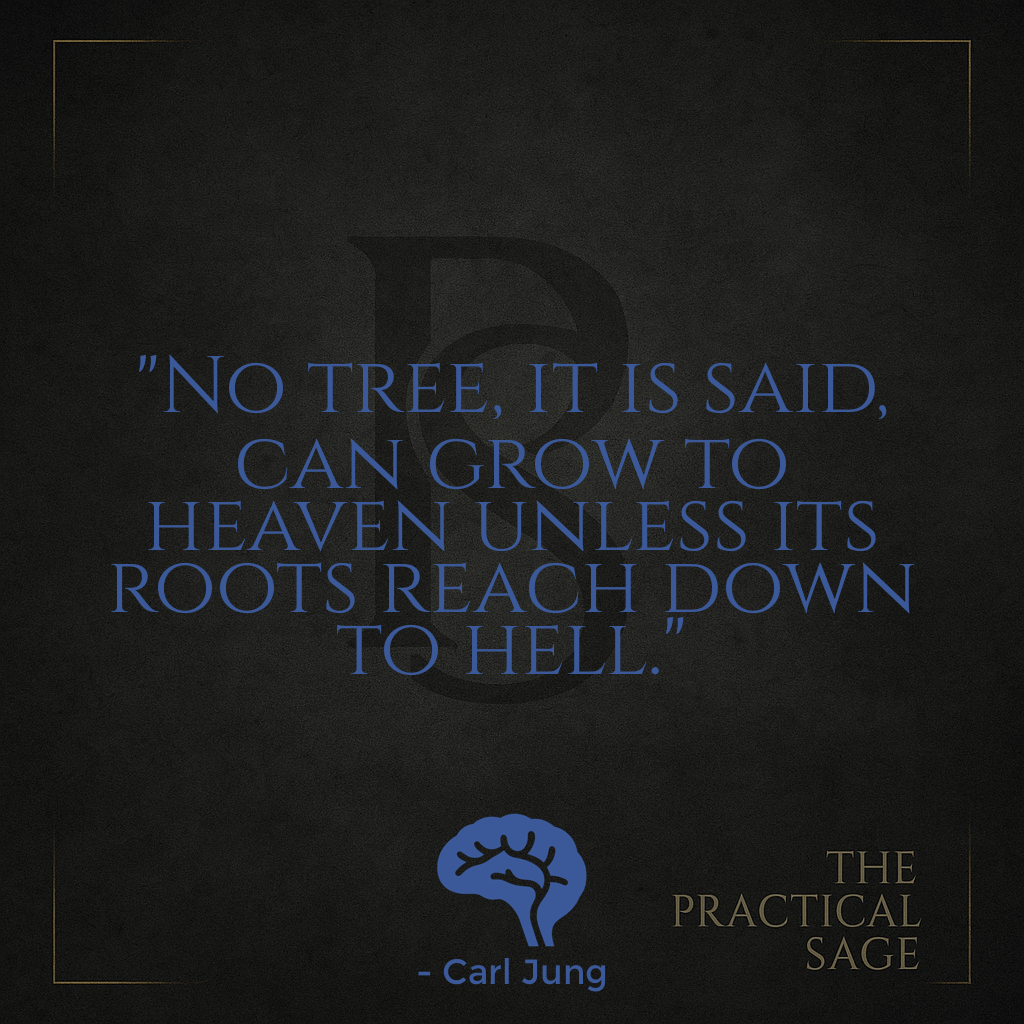 "No tree, it is said,
can grow to
heaven unless its
roots reach down
to hell."
- Carl Jung
THE
PRACTICAL
SAGE
PS